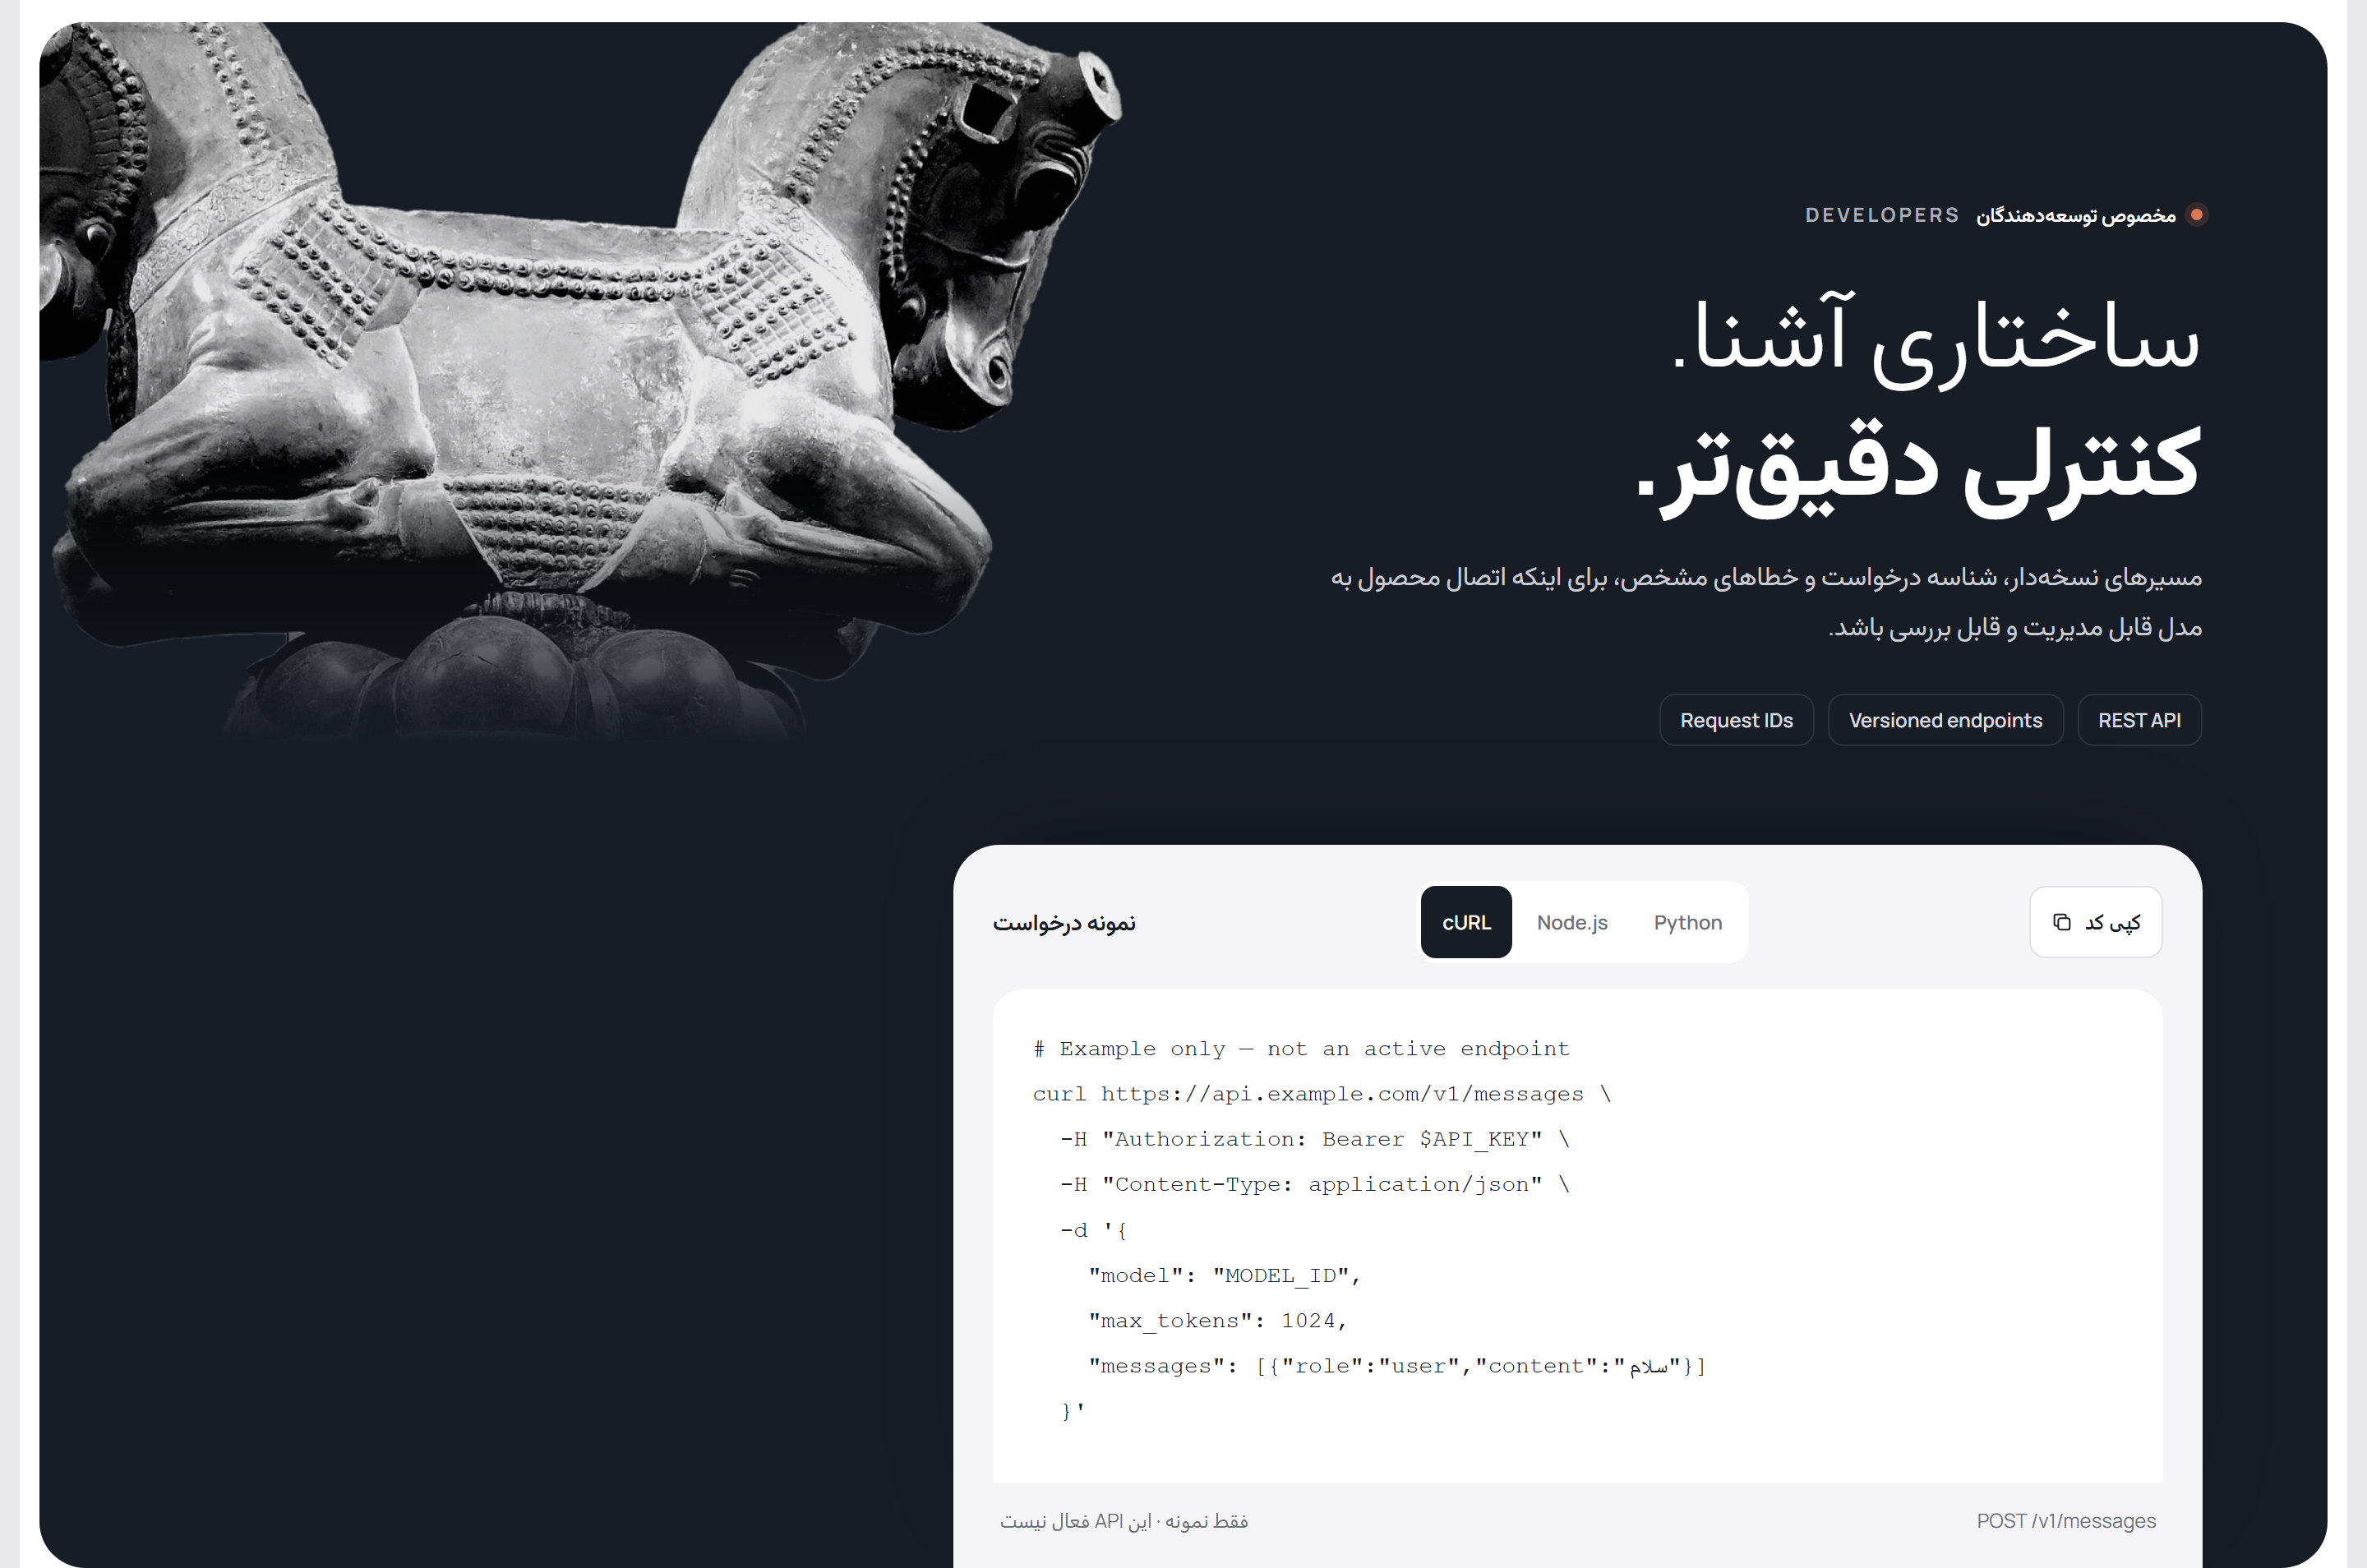 مخصوص توسعه‌دهندگان DEVELOPERS
ساختاری آشنا.
کنترلی دقیق‌تر.
مسیرهای نسخه‌دار، شناسه درخواست و خطاهای مشخص، برای اینکه اتصال محصول به
مدل قابل مدیریت و قابل بررسی باشد.
REST API
Versioned endpoints
Request IDs
کپی کد
cURL
Node.js
Python
نمونه درخواست
# Example only — not an active endpoint
curl https://api.example.com/v1/messages \
  -H "Authorization: Bearer $API_KEY" \
  -H "Content-Type: application/json" \
  -d '{
    "model": "MODEL_ID",
    "max_tokens": 1024,
    "messages": [{"role":"user","content":"سلام"}]
  }'
POST /v1/messages
فقط نمونه · این API فعال نیست